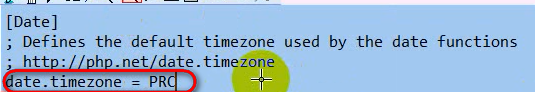 [Date]
; Defines the default timezone used by the date functions
; http://php.net/date.timezone
date.timezone = PRC